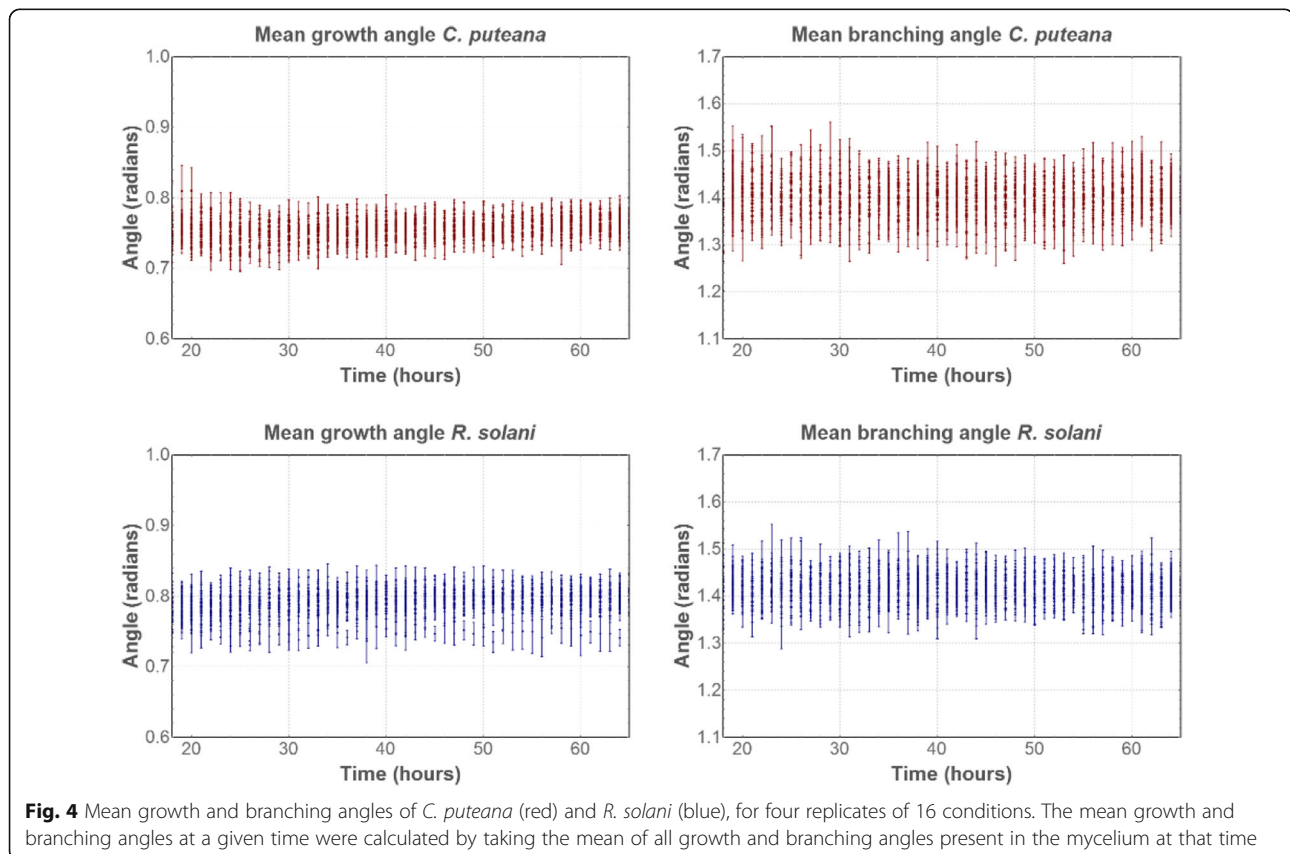 Mean growth angle C. puteana
1.0
0.9
0.8
0.7
0.6
Angle (radians)
20 30 40 50 60
Time (hours)
Mean branching angle C. puteana
1.7
1.6
1.5
1.4
1.3
1.2
1.1
Angle (radians)
20 30 40 50 60
Time (hours)
Mean growth angle R. solani
1.0
0.9
0.8
0.7
0.6
Angle (radians)
20 30 40 50 60
Time (hours)
Mean branching angle R. solani
1.7
1.6
1.5
1.4
1.3
1.2
1.1
Angle (radians)
20 30 40 50 60
Time (hours)
Fig. 4 Mean growth and branching angles of C. puteana (red) and R. solani (blue), for four replicates of 16 conditions. The mean growth and
branching angles at a given time were calculated by taking the mean of all growth and branching angles present in the mycelium at that time